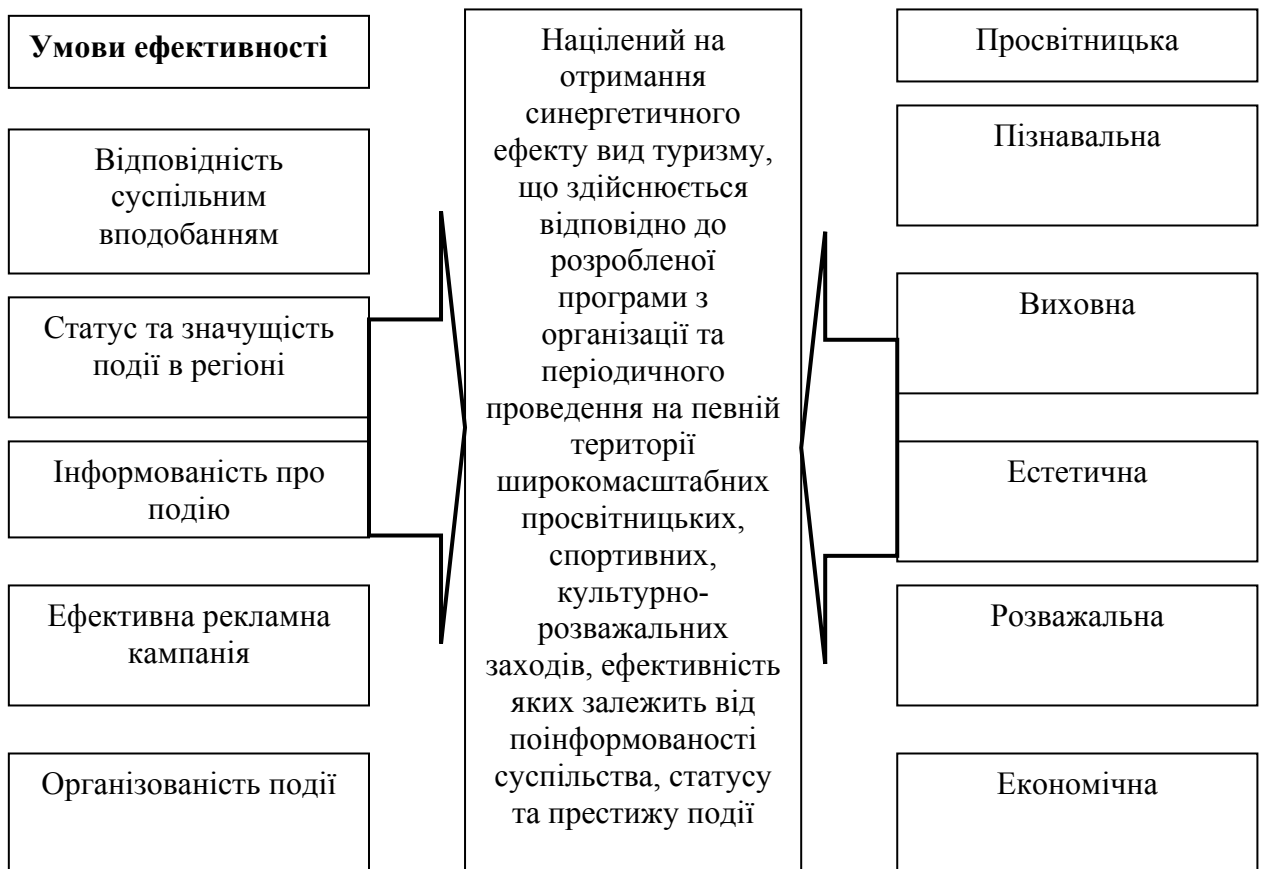 Умови ефективності
Відповідність
суспільним
вподобанням
Статус та значущість
події в регіоні
Інформованість про
подію
Ефективна рекламна
кампанія
Організованість події
Націлений на
отримання
синергетичного
ефекту вид туризму,
що здійснюється
відповідно до
розробленої
програми з
організації та
періодичного
проведення на певній
території
широкомасштабних
просвітницьких,
спортивних,
культурно-
розважальних
заходів, ефективність
яких залежить від
поінформованості
суспільства, статусу
та престижу події
Просвітницька
Пізнавальна
Виховна
Естетична
Розважальна
Економічна